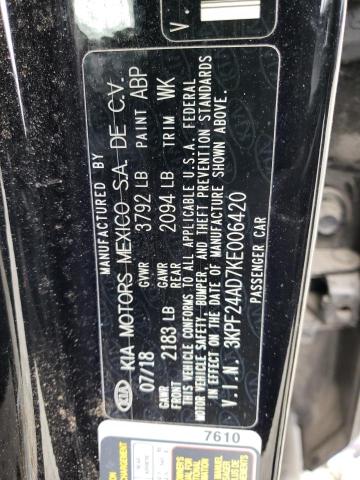 MANUFACTURED BY
KIA KIA MOTORS MEXICO S.A. DE C.V.
07/18 GVWR 3792 LB PAINT ABP
GAWR FRONT 2183 LB GAWR REAR 2094 LB TRIM WK
THIS VEHICLE CONFORMS TO ALL APPLICABLE U.S.A. FEDERAL
MOTOR VEHICLE SAFETY, BUMPER, AND THEFT PREVENTION STANDARDS
IN EFFECT ON THE DATE OF MANUFACTURE SHOWN ABOVE.
V.I.N. 3KPF24AD7KE006420
PASSENGER CAR
V.
7610